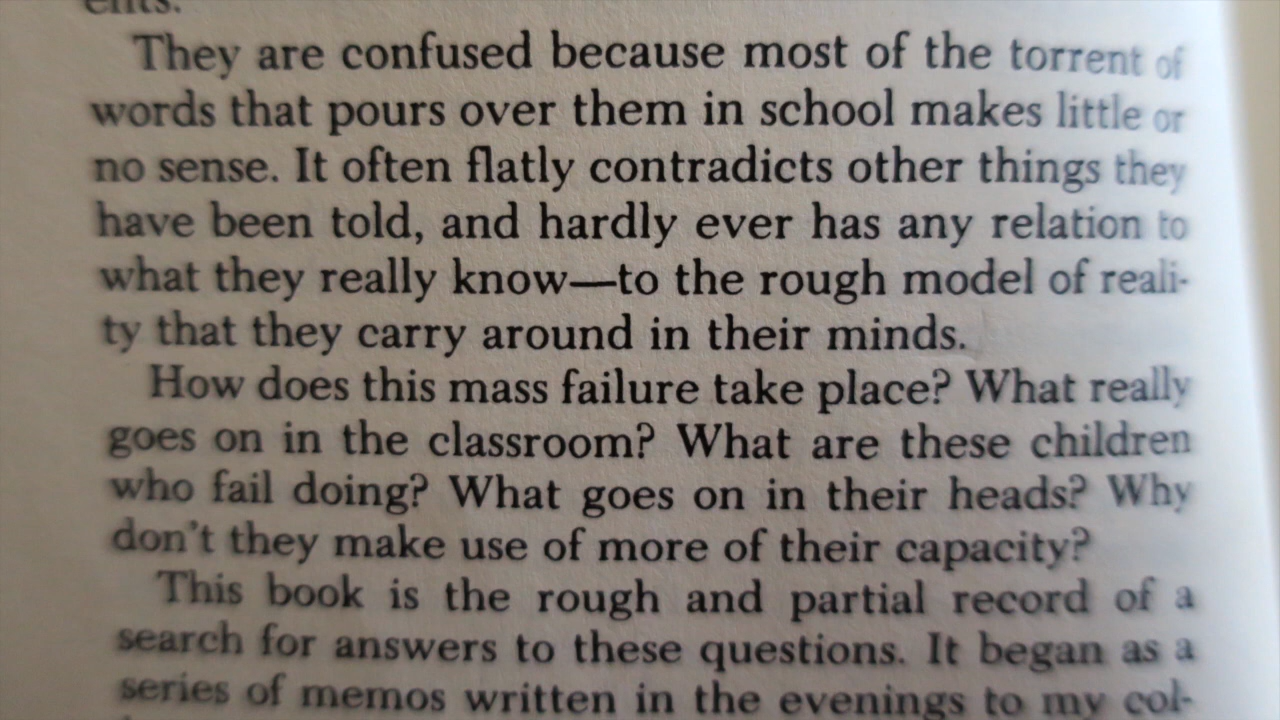 ents.
They are confused because most of the torrent of
words that pours over them in school makes little or
no sense. It often flatly contradicts other things they
have been told, and hardly ever has any relation to
what they really know—to the rough model of reali-
ty that they carry around in their minds.
How does this mass failure take place? What really
goes on in the classroom? What are these children
who fail doing? What goes on in their heads? Why
don't they make use of more of their capacity?
This book is the rough and partial record of a
search for answers to these questions. It began as a
series of memos written in the evenings to my col-